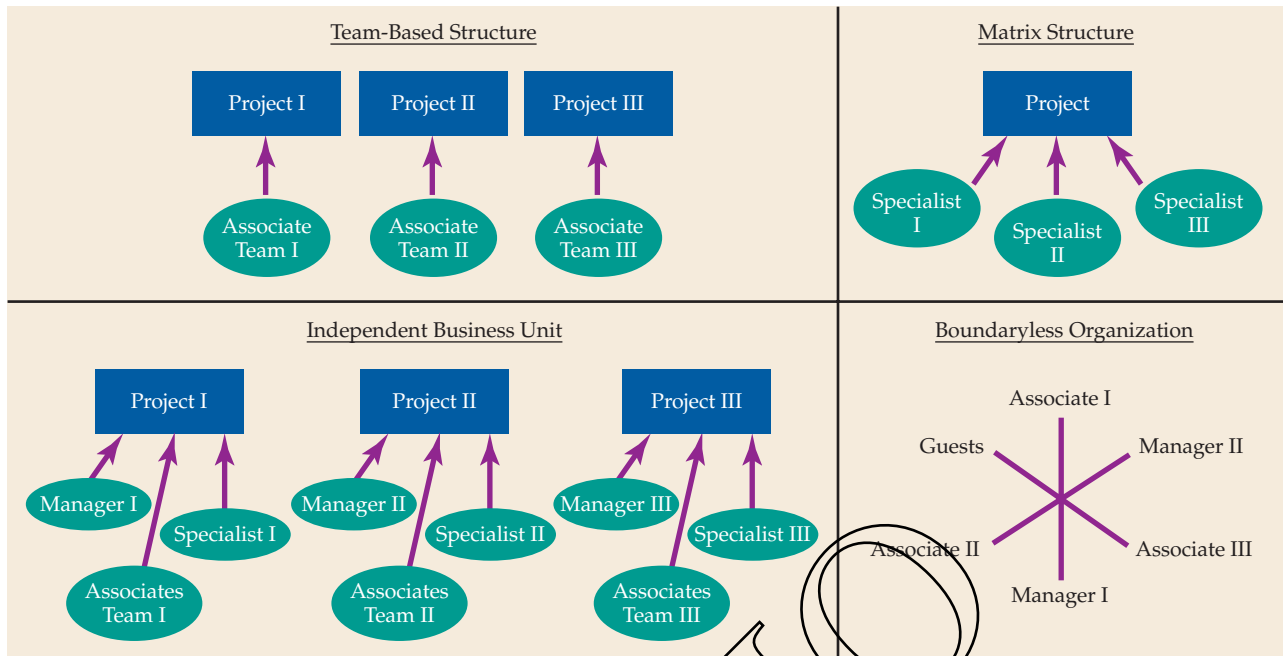 Team-Based Structure
Project I
Project II
Project III
Associate
Team I
Associate
Team II
Associate
Team III
Matrix Structure
Project
Specialist
I
Specialist
II
Specialist
III
Independent Business Unit
Project I
Manager I
Specialist I
Associates
Team I
Project II
Manager II
Specialist II
Associates
Team II
Project III
Manager III
Specialist III
Associates
Team III
Boundaryless Organization
Associate I
Guests
Manager II
Associate II
Associate III
Manager I